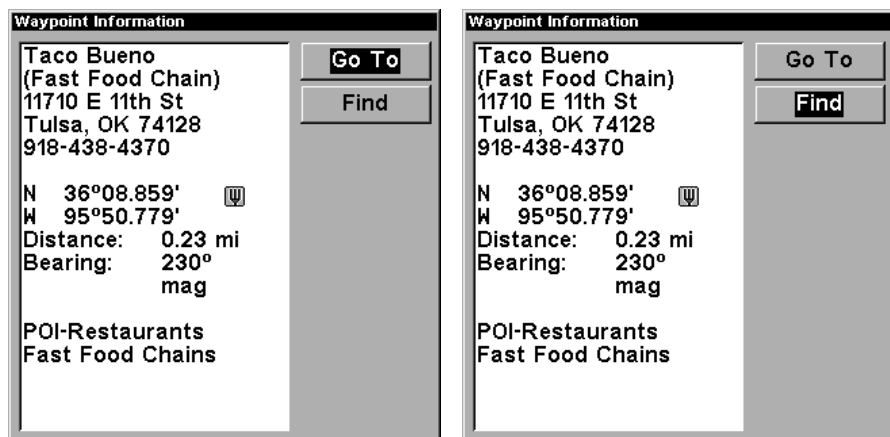 Waypoint Information
Taco Bueno
(Fast Food Chain)
11710 E 11th St
Tulsa, OK 74128
918-438-4370
N 36º08.859'
W 95º50.779'
Distance: 0.23 mi
Bearing: 230º
mag
POI-Restaurants
Fast Food Chains
Go To
Find
Waypoint Information
Taco Bueno
(Fast Food Chain)
11710 E 11th St
Tulsa, OK 74128
918-438-4370
N 36º08.859'
W 95º50.779'
Distance: 0.23 mi
Bearing: 230º
mag
POI-Restaurants
Fast Food Chains
Go To
Find